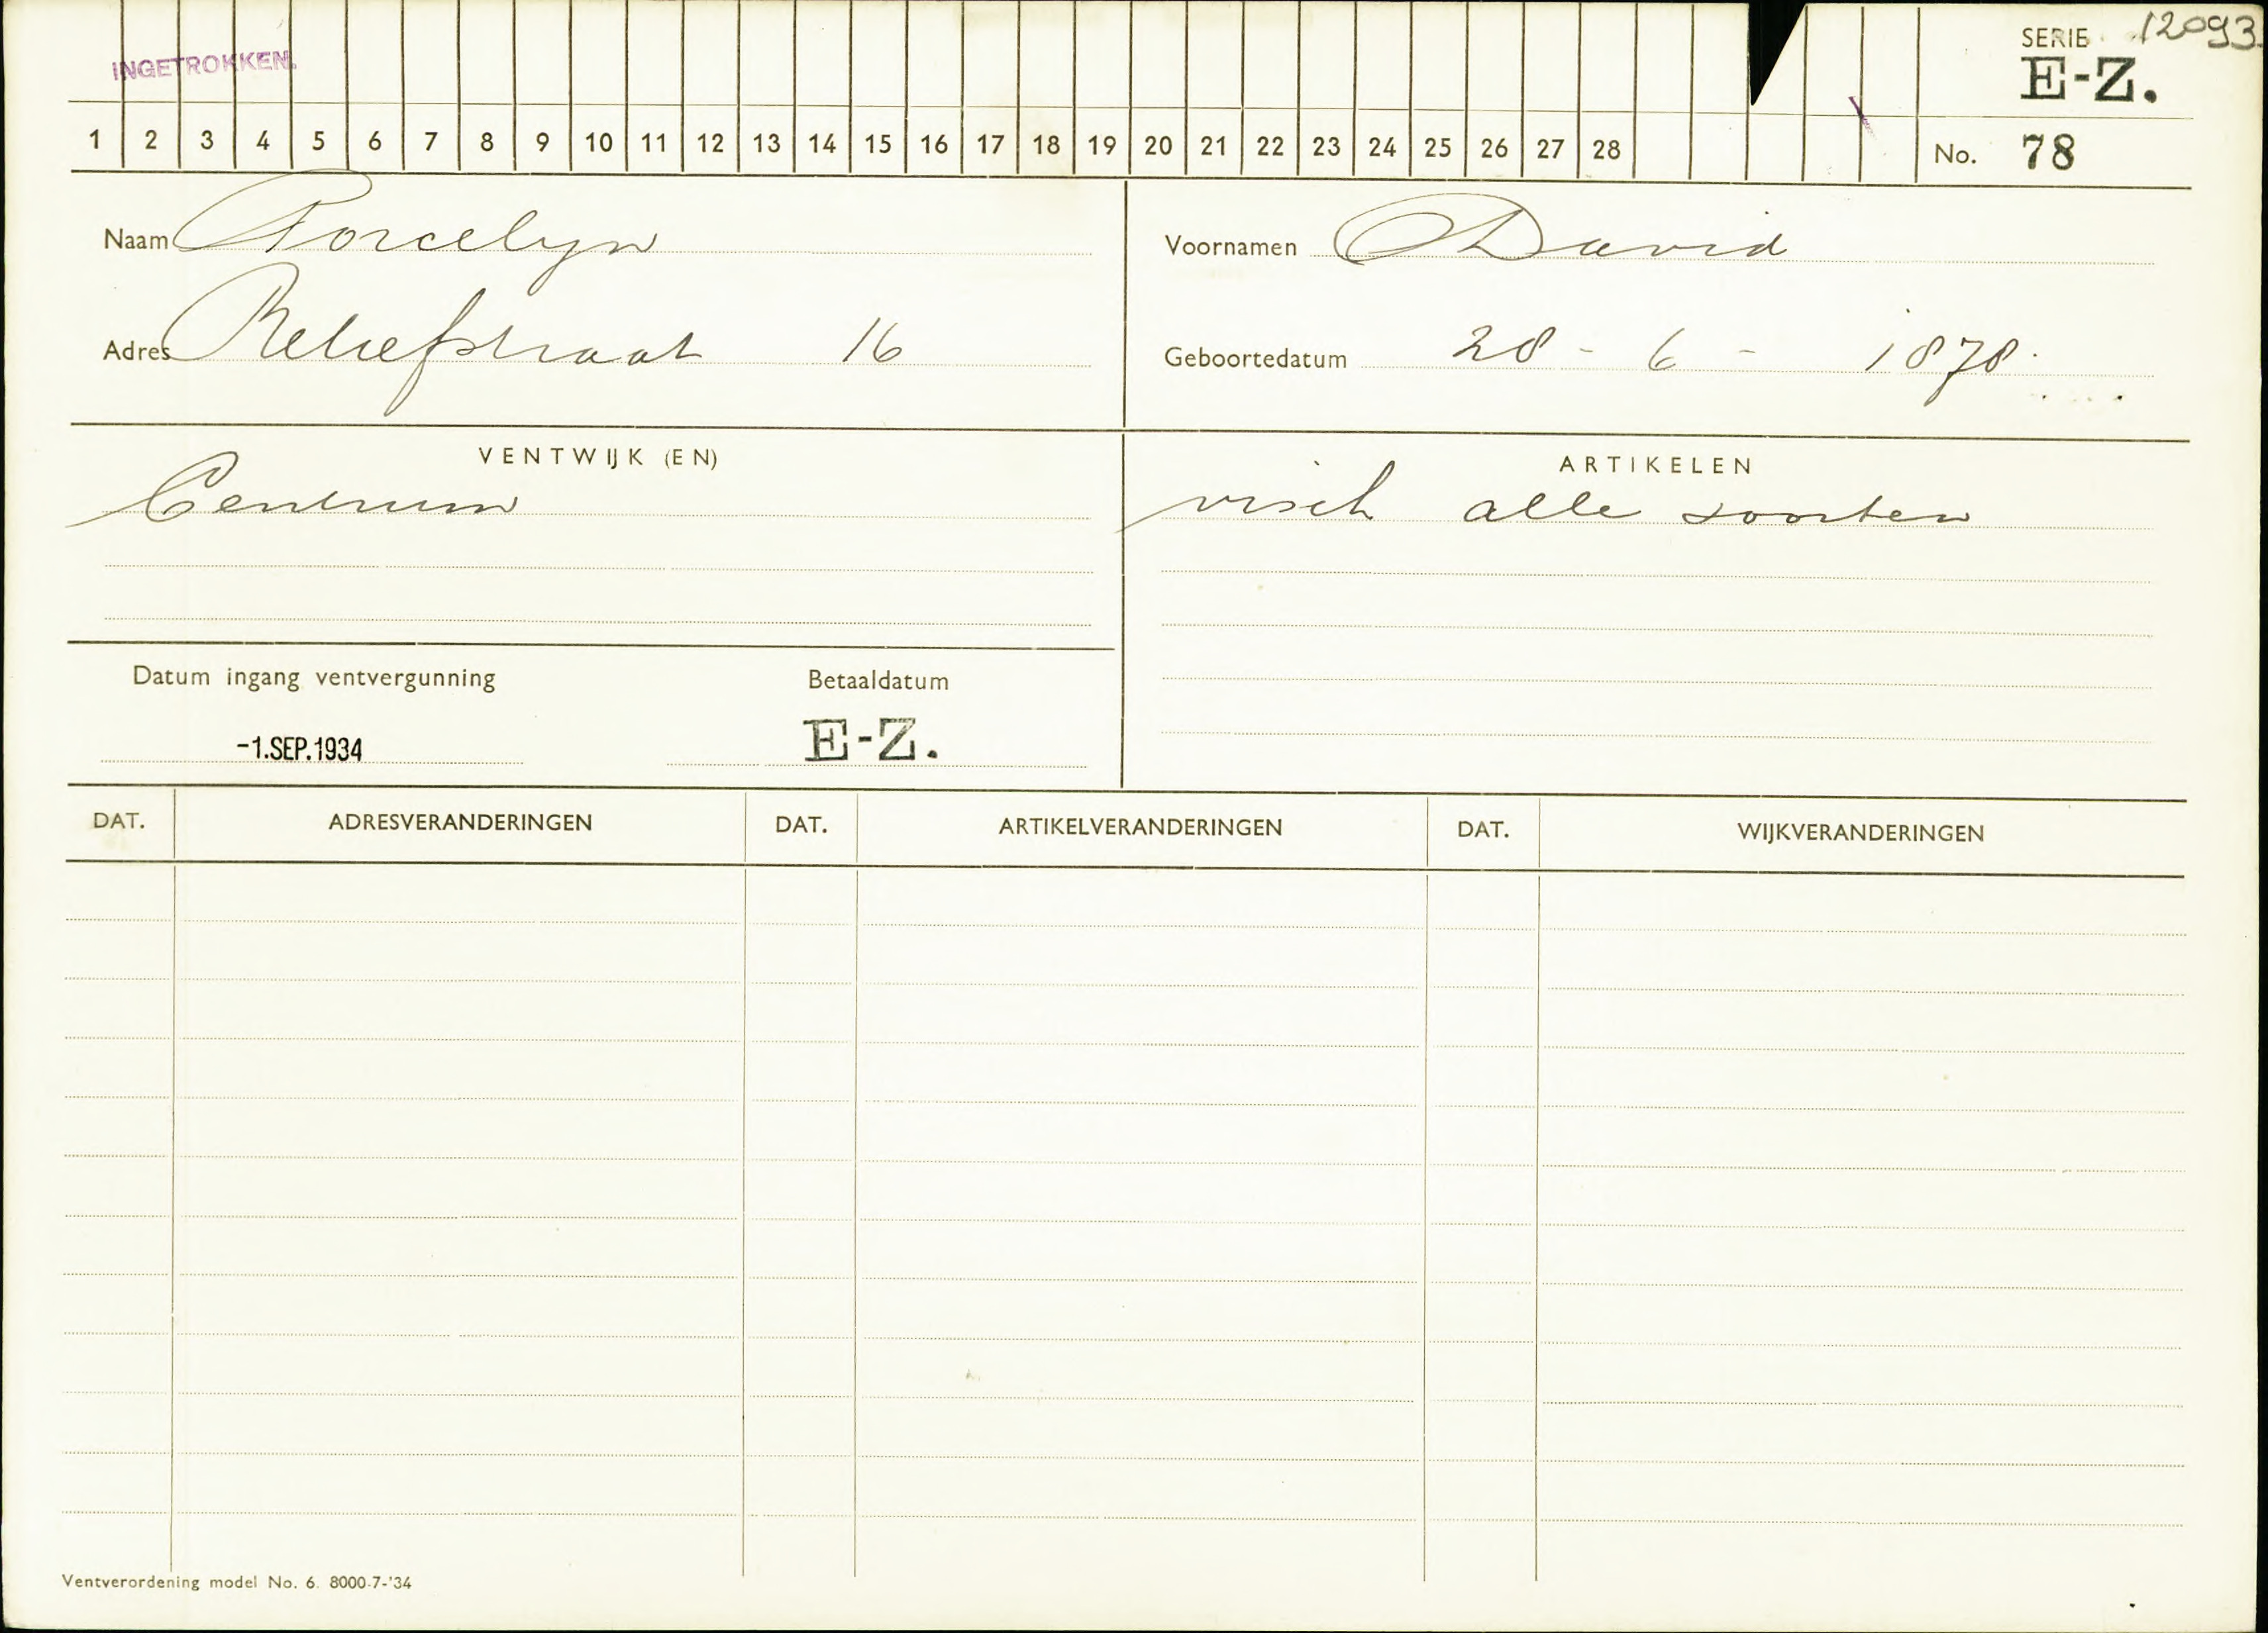 12093.
SERIE
INGETROKKEN.
E-Z.
1 2 3 4 5 6 7 8 9 10 11 12 13 14 15 16 17 18 19 20 21 22 23 24 25 26 27 28
No. 78
Naam Porcelyn
Voornamen David
Adres Reliefstraat 16
Geboortedatum 28 - 6 - 1878.
VENTWIJK (EN)
ARTIKELEN
Centrum
visch alle soorten
Datum ingang ventvergunning Betaaldatum
-1.SEP.1934 E-Z.
DAT. ADRESVERANDERINGEN DAT. ARTIKELVERANDERINGEN DAT. WIJKVERANDERINGEN
Ventverordening model No. 6. 8000-7-'34